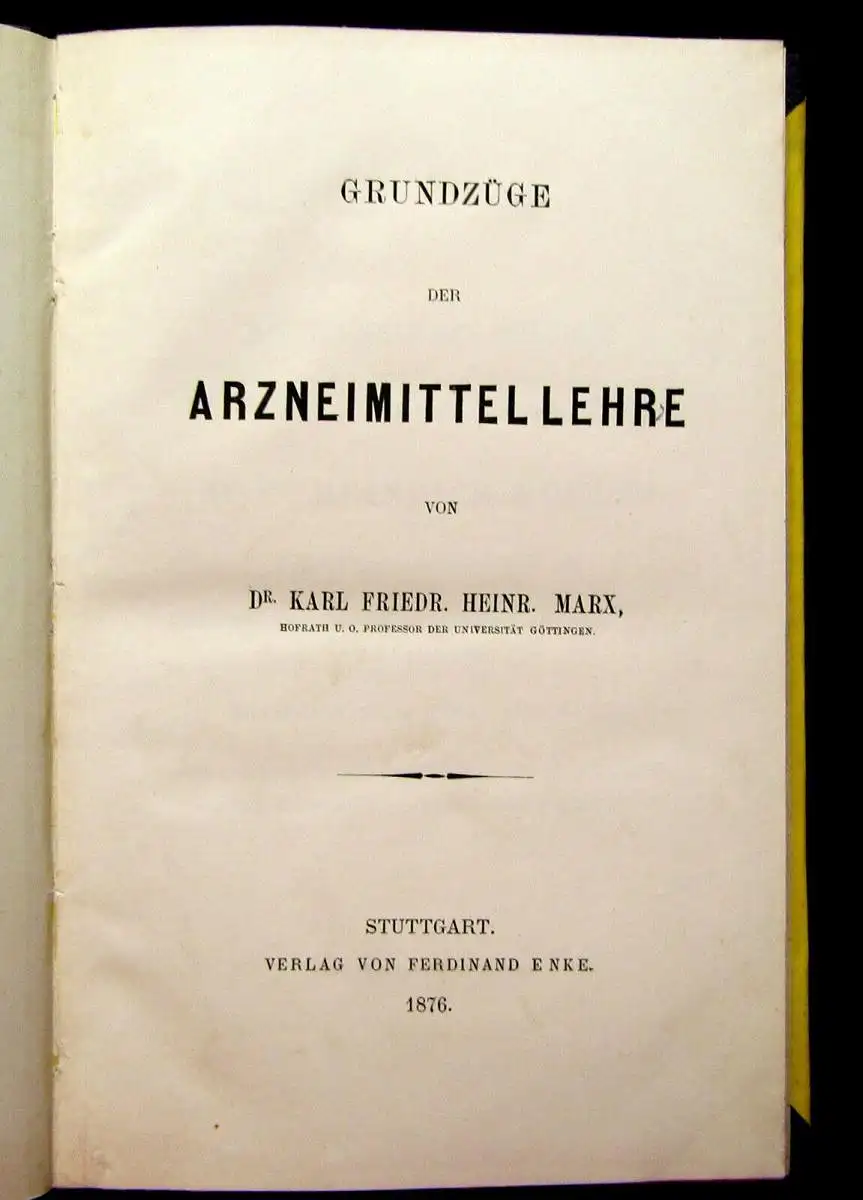 GRUNDZÜGE
DER
ARZNEIMITTELLEHRE
VON
DR. KARL FRIEDR. HEINR. MARX,
HOFRATH U. O. PROFESSOR DER UNIVERSITÄT GÖTTINGEN.
STUTTGART.
VERLAG VON FERDINAND ENKE.
1876.